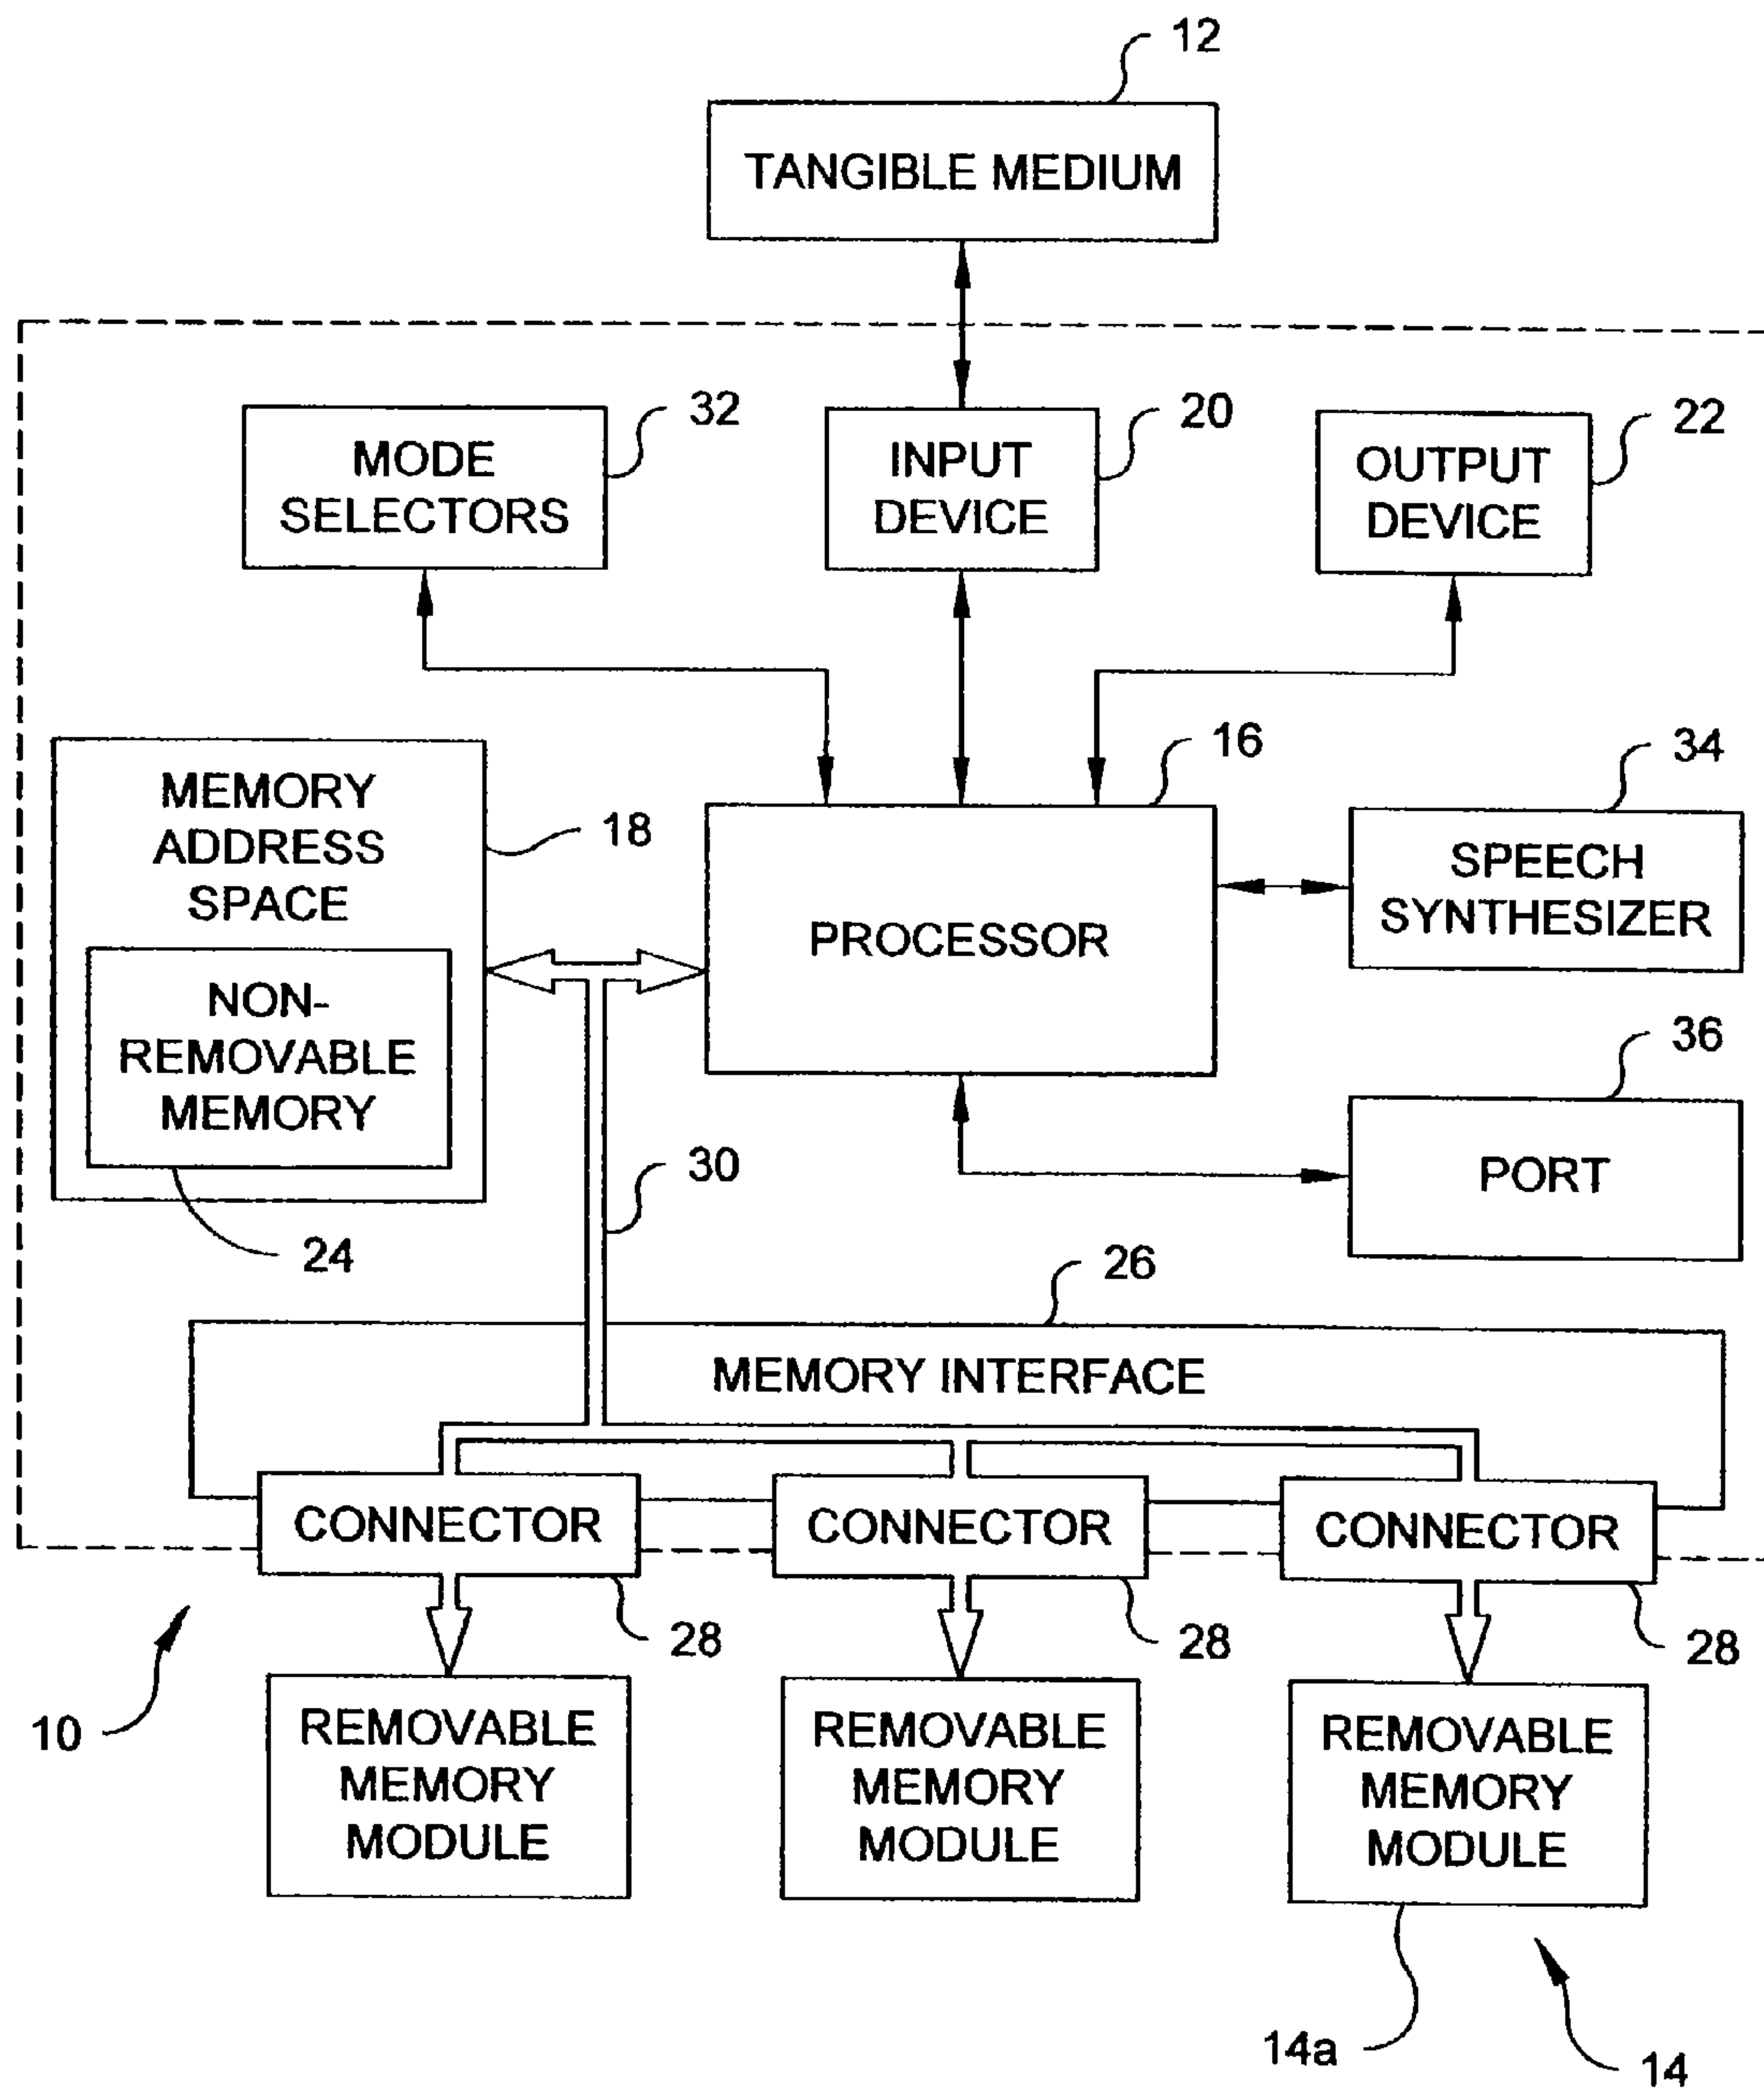 12
TANGIBLE MEDIUM
32
MODE
SELECTORS
20
INPUT
DEVICE
22
OUTPUT
DEVICE
16
PROCESSOR
34
SPEECH
SYNTHESIZER
MEMORY
ADDRESS
SPACE
18
NON-
REMOVABLE
MEMORY
24
30
36
PORT
26
MEMORY INTERFACE
CONNECTOR
CONNECTOR
CONNECTOR
28
28
28
10
REMOVABLE
MEMORY
MODULE
REMOVABLE
MEMORY
MODULE
REMOVABLE
MEMORY
MODULE
14a
14